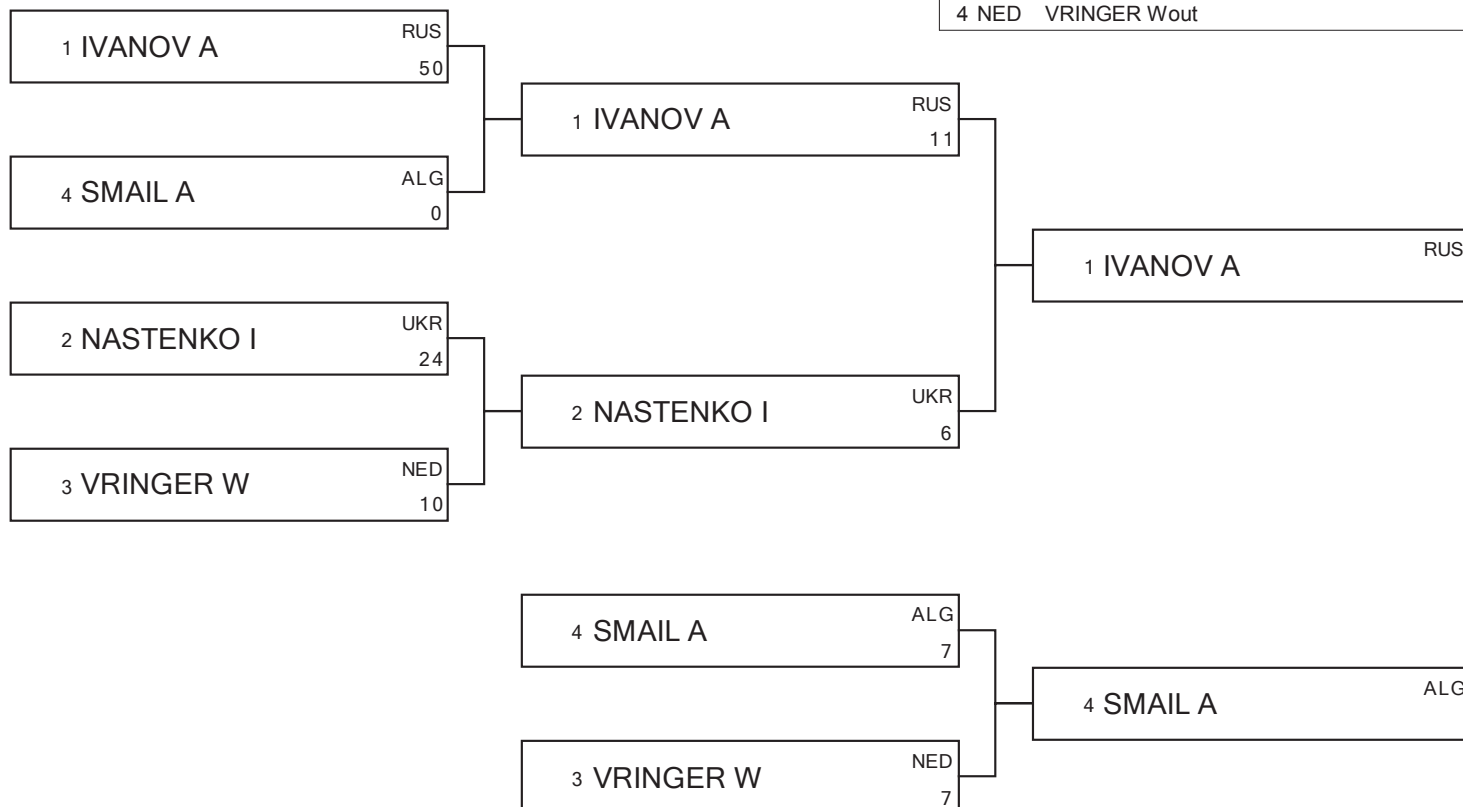 4 NED VRINGER Wout
1 IVANOV A RUS
50
4 SMAIL A ALG
0
2 NASTENKO I UKR
24
3 VRINGER W NED
10
1 IVANOV A RUS
11
2 NASTENKO I UKR
6
1 IVANOV A RUS
4 SMAIL A ALG
7
3 VRINGER W NED
7
4 SMAIL A ALG